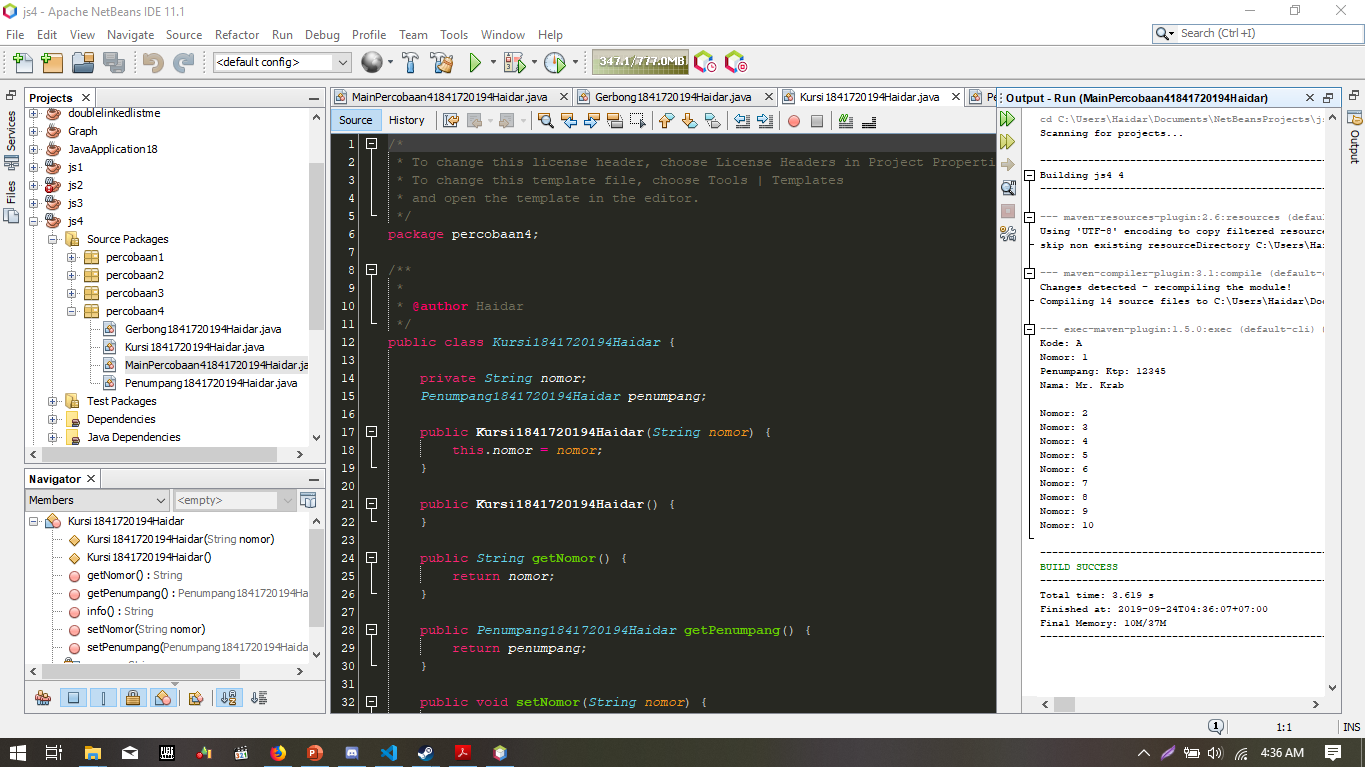 js4 - Apache NetBeans IDE 11.1
File Edit View Navigate Source Refactor Run Debug Profile Team Tools Window Help
Search (Ctrl+I)
<default config>
347.1/777.0MB
Services
Files
Projects
doublelinkedlistme
Graph
JavaApplication18
js1
js2
js3
js4
Source Packages
percobaan1
percobaan2
percobaan3
percobaan4
Gerbong1841720194Haidar.java
Kursi1841720194Haidar.java
MainPercobaan41841720194Haidar.ja
Penumpang1841720194Haidar.java
Test Packages
Dependencies
Java Dependencies
Navigator
Members
<empty>
Kursi1841720194Haidar
Kursi1841720194Haidar(String nomor)
Kursi1841720194Haidar()
getNomor() : String
getPenumpang() : Penumpang1841720194Ha
info() : String
setNomor(String nomor)
setPenumpang(Penumpang1841720194Haida
MainPercobaan41841720194Haidar.java
Gerbong1841720194Haidar.java
Kursi1841720194Haidar.java
Pe
Source History
1 /*
2 * To change this license header, choose License Headers in Project Properti
3 * To change this template file, choose Tools | Templates
4 * and open the template in the editor.
5 */
6 package percobaan4;
7
8 /**
9 *
10 * @author Haidar
11 */
12 public class Kursi1841720194Haidar {
13
14 private String nomor;
15 Penumpang1841720194Haidar penumpang;
16
17 public Kursi1841720194Haidar(String nomor) {
18 this.nomor = nomor;
19 }
20
21 public Kursi1841720194Haidar() {
22 }
23
24 public String getNomor() {
25 return nomor;
26 }
27
28 public Penumpang1841720194Haidar getPenumpang() {
29 return penumpang;
30 }
31
32 public void setNomor(String nomor) {
Output - Run (MainPercobaan41841720194Haidar)
cd C:\Users\Haidar\Documents\NetBeansProjects\js
Scanning for projects...
------------------------------------------------
Building js4 4
------------------------------------------------
--- maven-resources-plugin:2.6:resources (defau
Using 'UTF-8' encoding to copy filtered resourc
skip non existing resourceDirectory C:\Users\Hai
--- maven-compiler-plugin:3.1:compile (default-c
Changes detected - recompiling the module!
Compiling 14 source files to C:\Users\Haidar\Doc
--- exec-maven-plugin:1.5.0:exec (default-cli)
Kode: A
Nomor: 1
Penumpang: Ktp: 12345
Nama: Mr. Krab
Nomor: 2
Nomor: 3
Nomor: 4
Nomor: 5
Nomor: 6
Nomor: 7
Nomor: 8
Nomor: 9
Nomor: 10
------------------------------------------------
BUILD SUCCESS
------------------------------------------------
Total time: 3.619 s
Finished at: 2019-09-24T04:36:07+07:00
Final Memory: 10M/37M
------------------------------------------------
Output
1
1:1
INS
4:36 AM